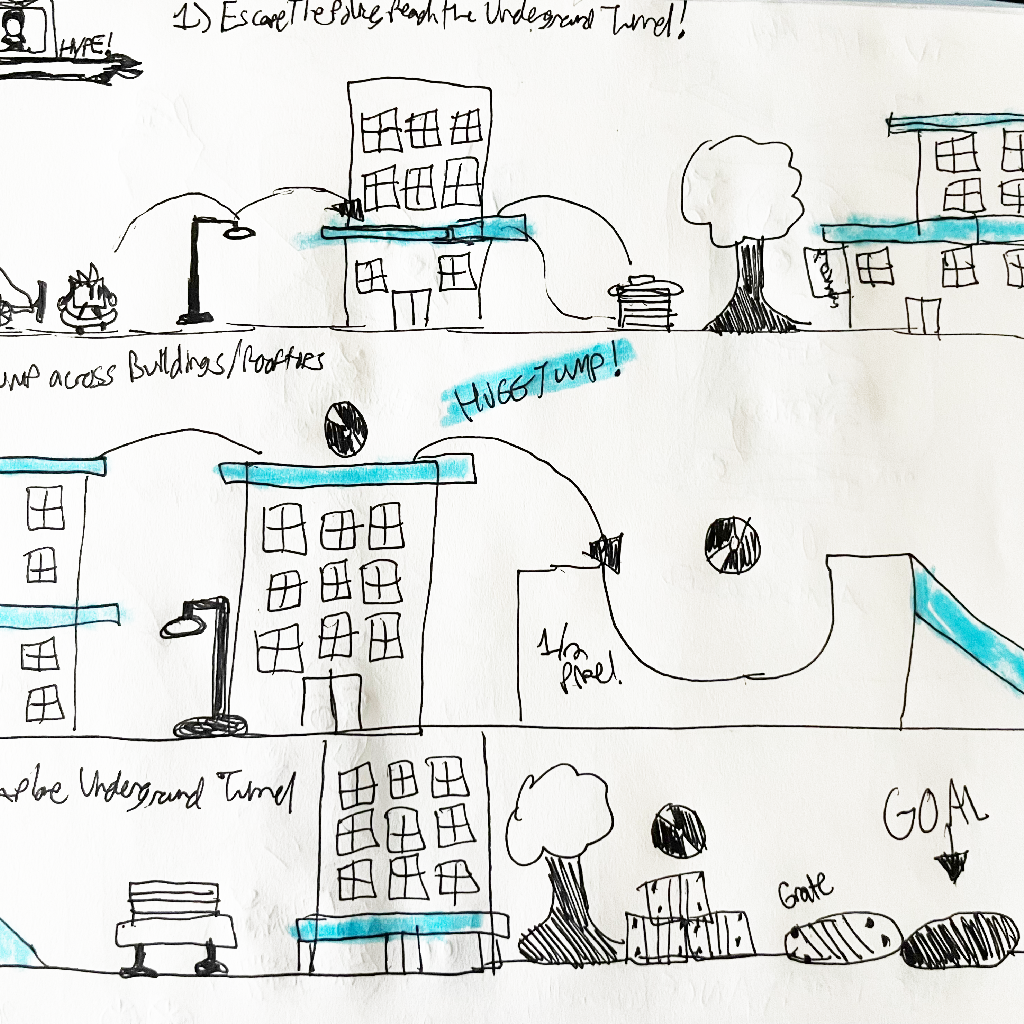 HYPE!
1) Escape The Police, Reach the Underground Tunnel!
ump across Buildings/Rooftops
HUGE JUMP!
1/2
Pipe!
Underground Tunnel
GOAL
Grate